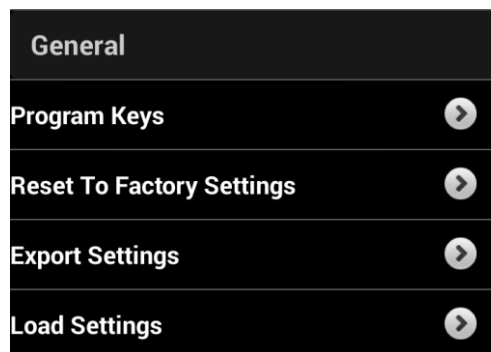 General
Program Keys
Reset To Factory Settings
Export Settings
Load Settings